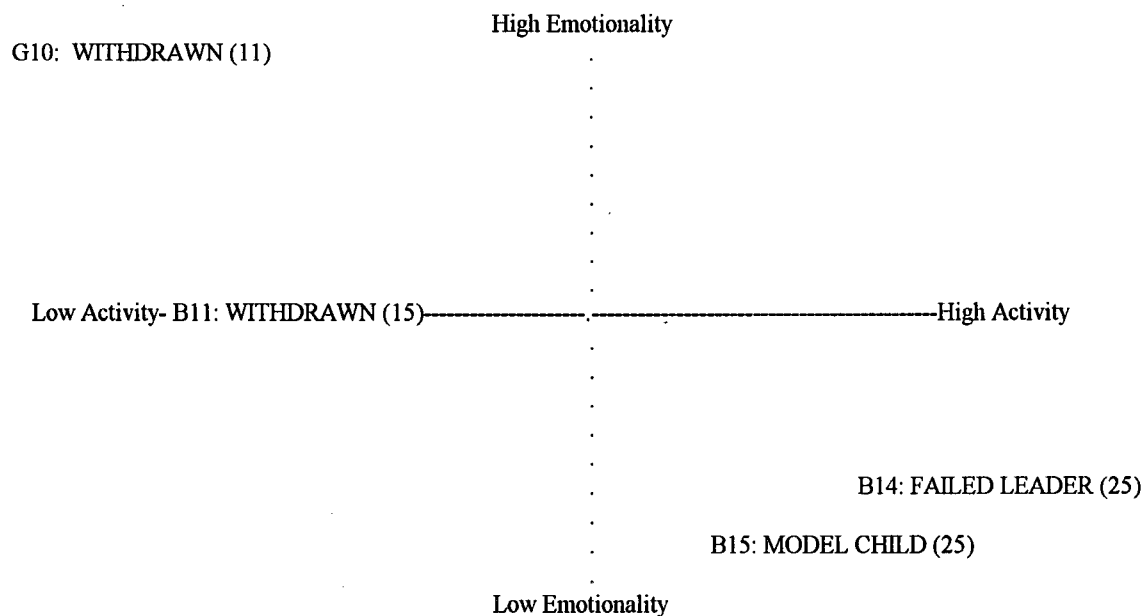 High Emotionality
G10: WITHDRAWN (11)
Low Activity- B11: WITHDRAWN (15)-----------------------.------------------------------------------------High Activity
B14: FAILED LEADER (25)
B15: MODEL CHILD (25)
Low Emotionality